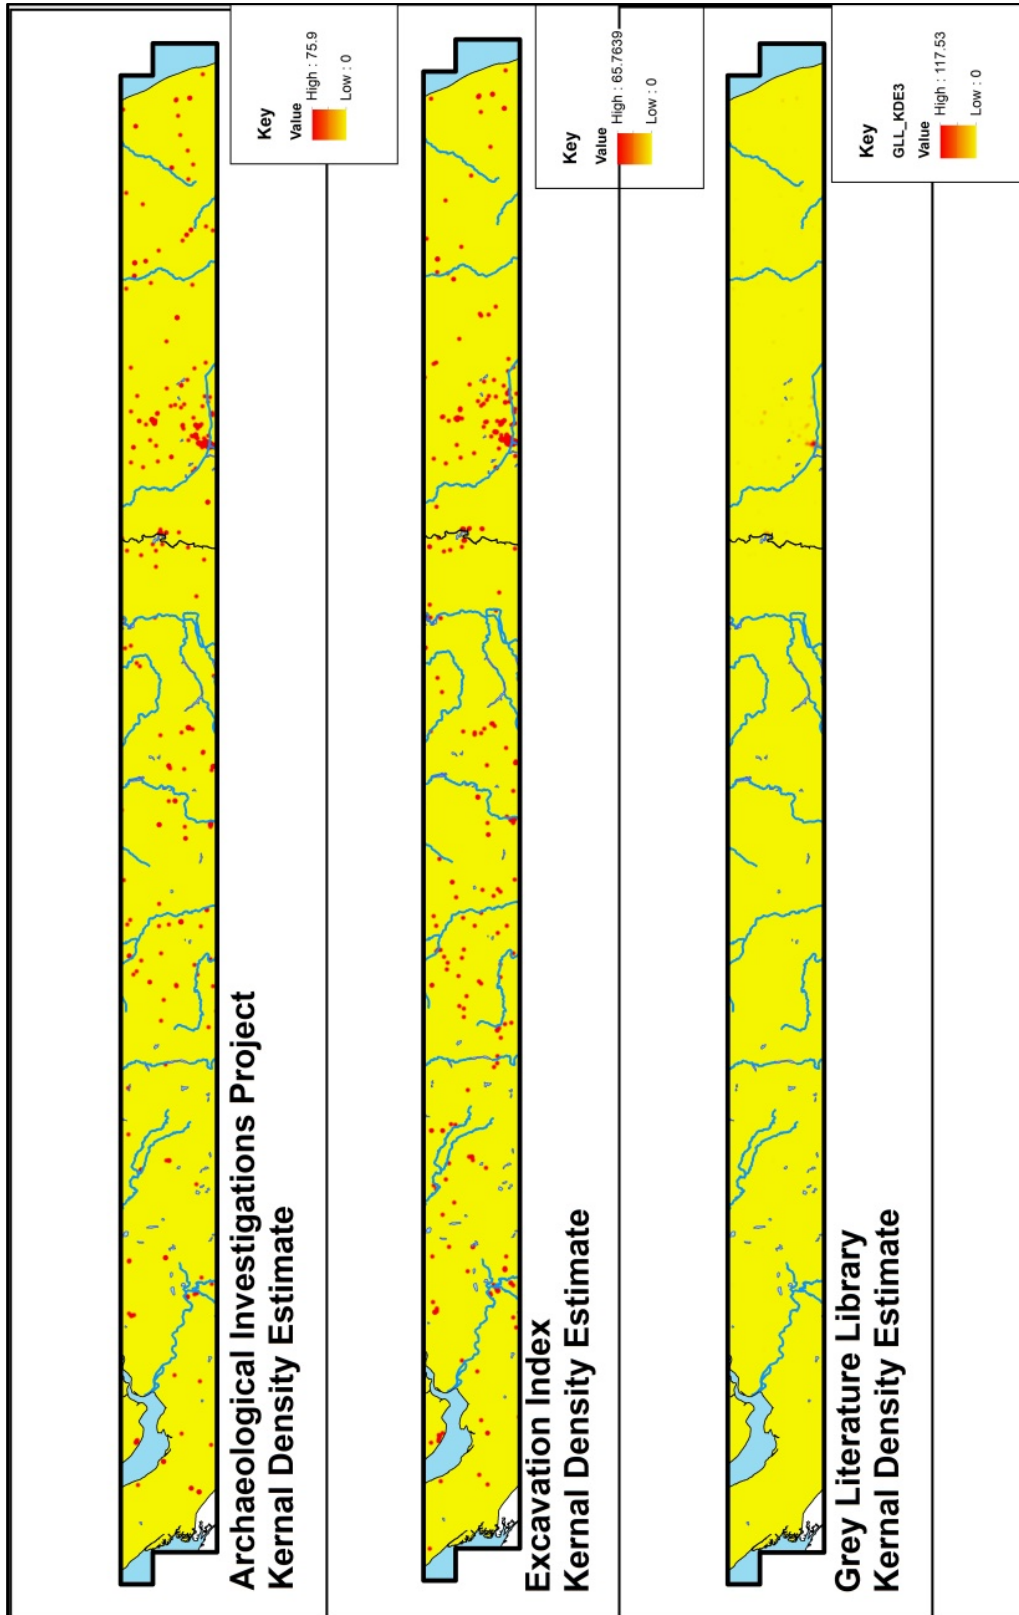 Archaeological Investigations Project
Kernal Density Estimate
Key
Value
High : 75.9
Low : 0
Excavation Index
Kernal Density Estimate
Key
Value
High : 65.7639
Low : 0
Grey Literature Library
Kernal Density Estimate
Key
GLL_KDE3
Value
High : 117.53
Low : 0